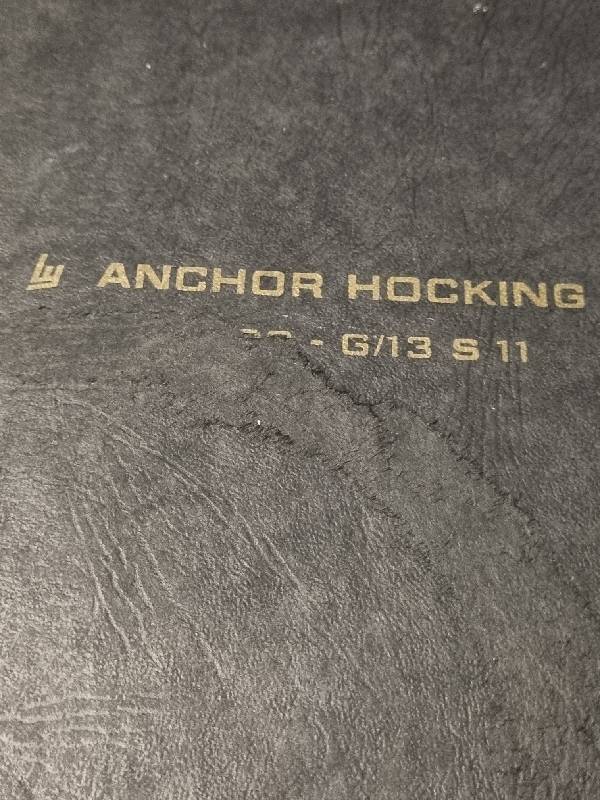 ANCHOR HOCKING
- G/13 S 11